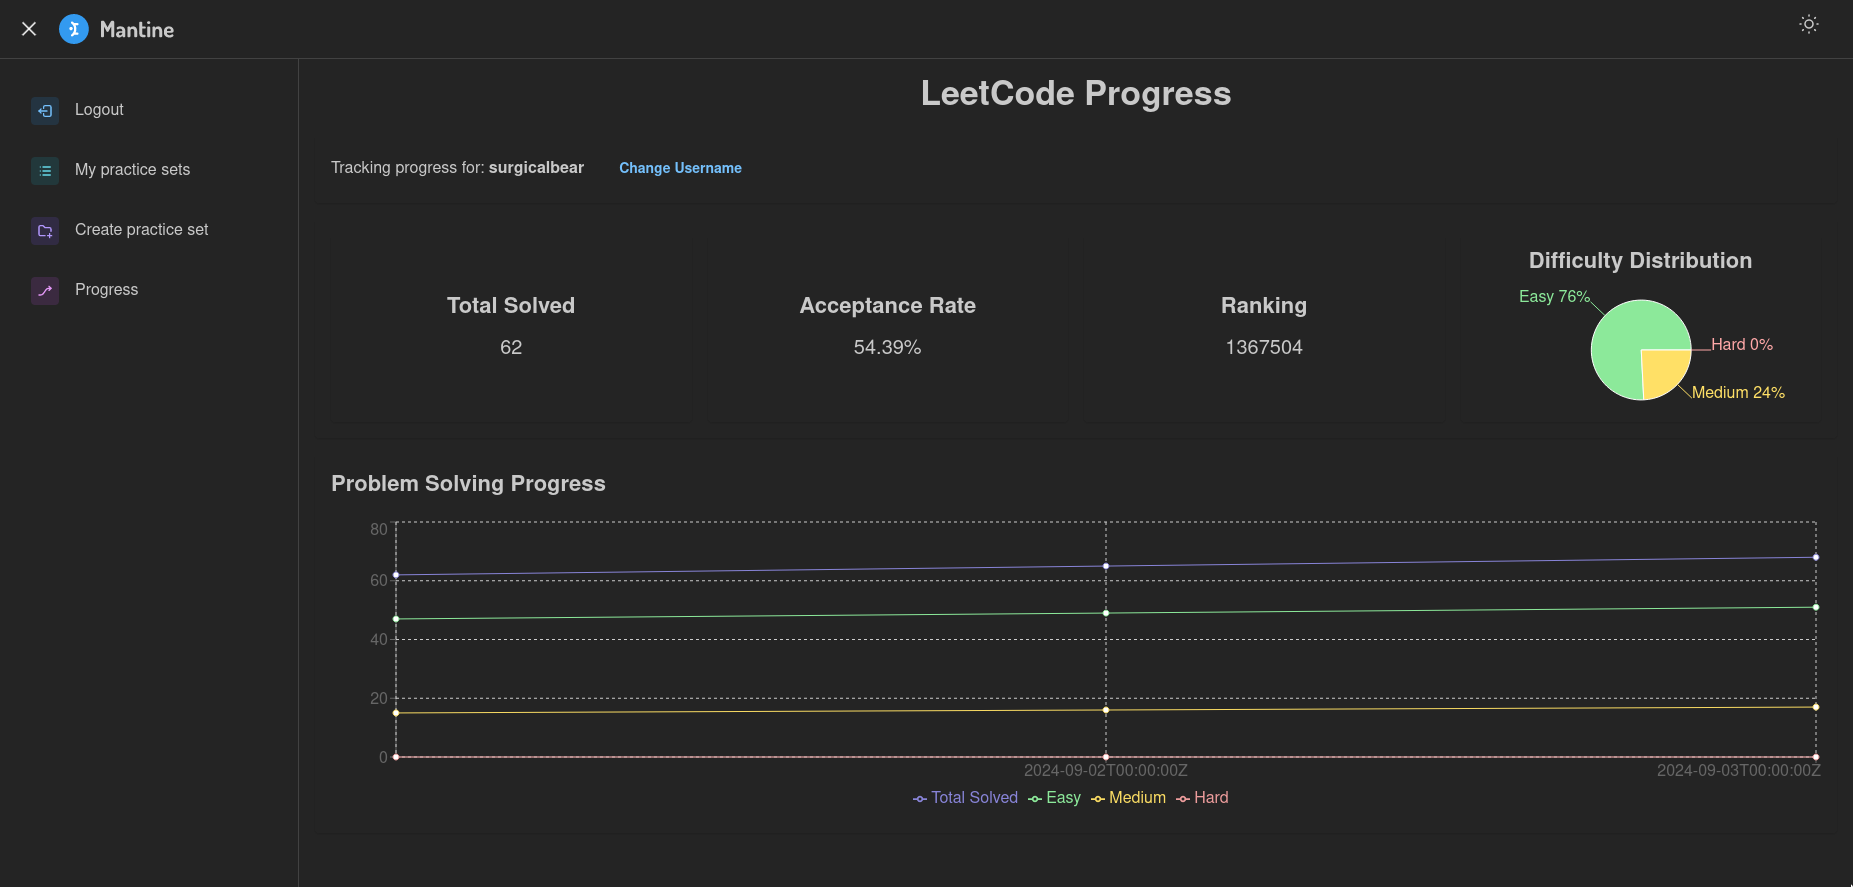 Mantine
Logout
My practice sets
Create practice set
Progress
LeetCode Progress
Tracking progress for: surgicalbear Change Username
Total Solved
62
Acceptance Rate
54.39%
Ranking
1367504
Difficulty Distribution
Easy 76%
Hard 0%
Medium 24%
Problem Solving Progress
80
60
40
20
0
2024-09-02T00:00:00Z 2024-09-03T00:00:00Z
Total Solved Easy Medium Hard